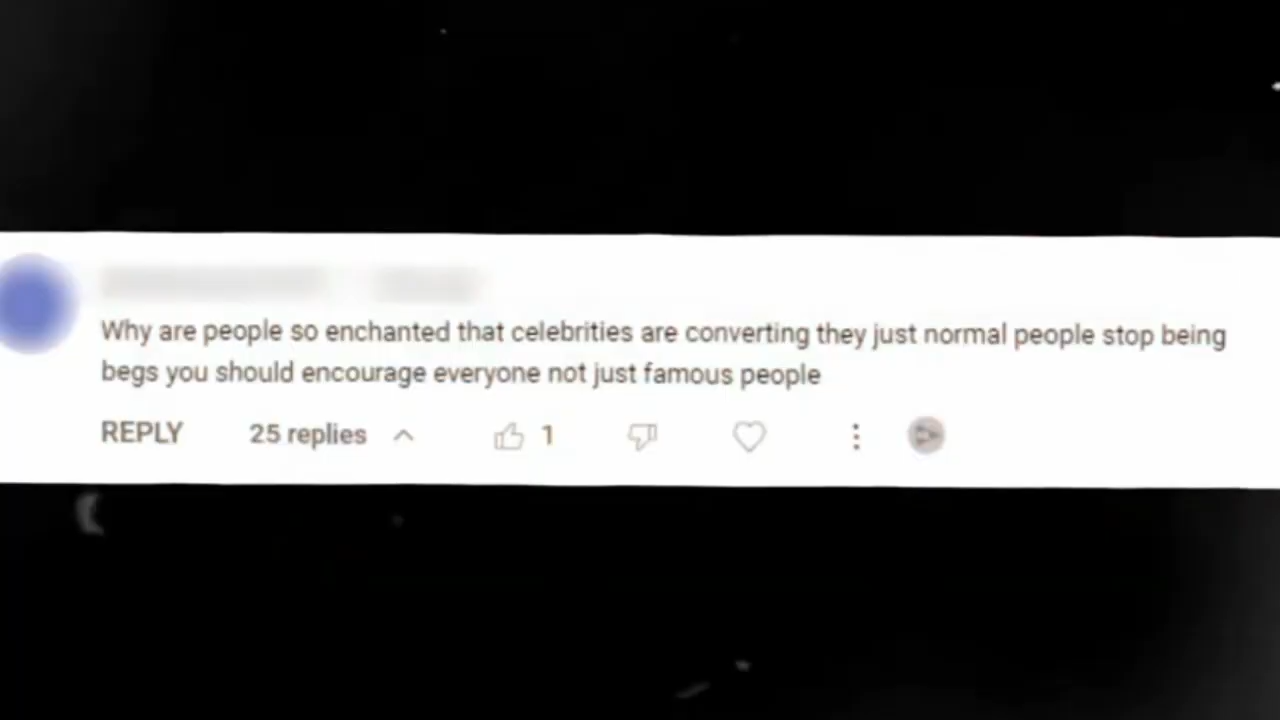 Why are people so enchanted that celebrities are converting they just normal people stop being
begs you should encourage everyone not just famous people
REPLY 25 replies 1